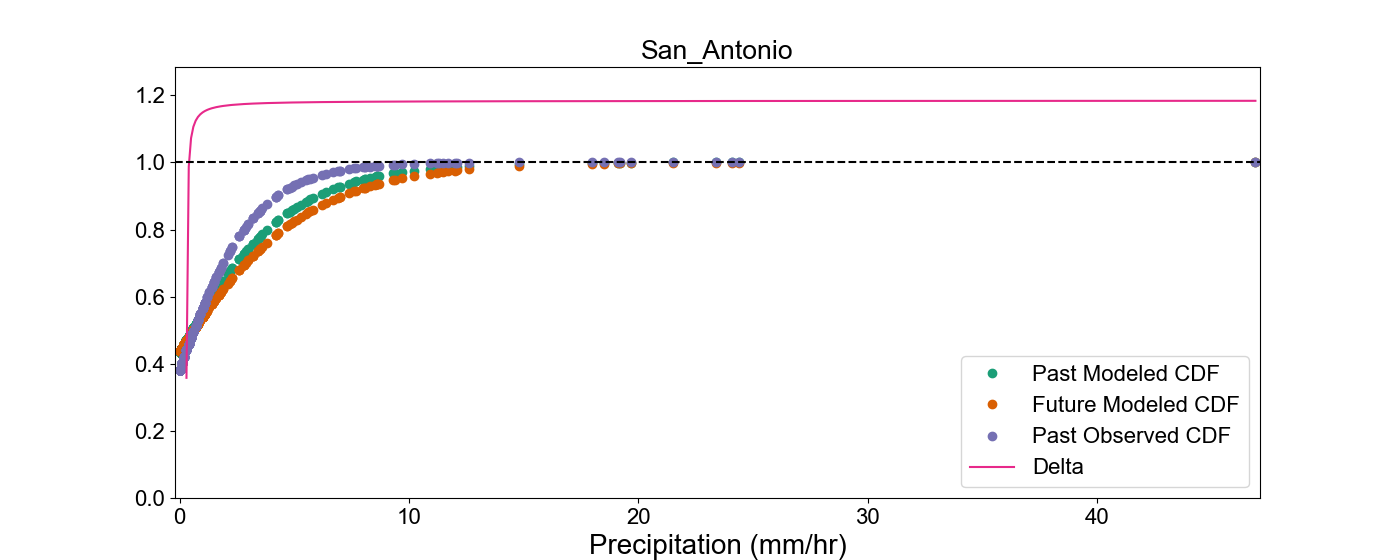 San_Antonio
1.2
1.0
0.8
0.6
0.4
0.2
0.0
Past Modeled CDF
Future Modeled CDF
Past Observed CDF
Delta
0 10 20 30 40
Precipitation (mm/hr)